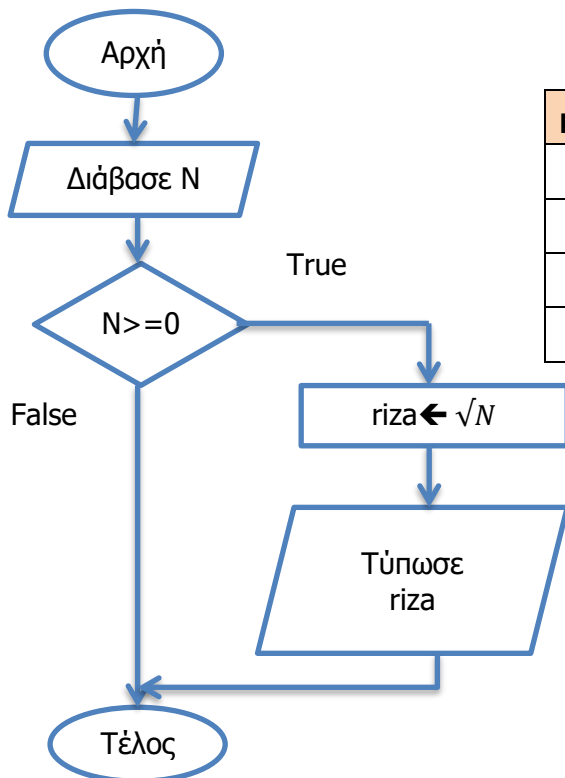 Αρχή
Διάβασε Ν
True
N>=0
False
riza🡸 √N
Τύπωσε
riza
Τέλος